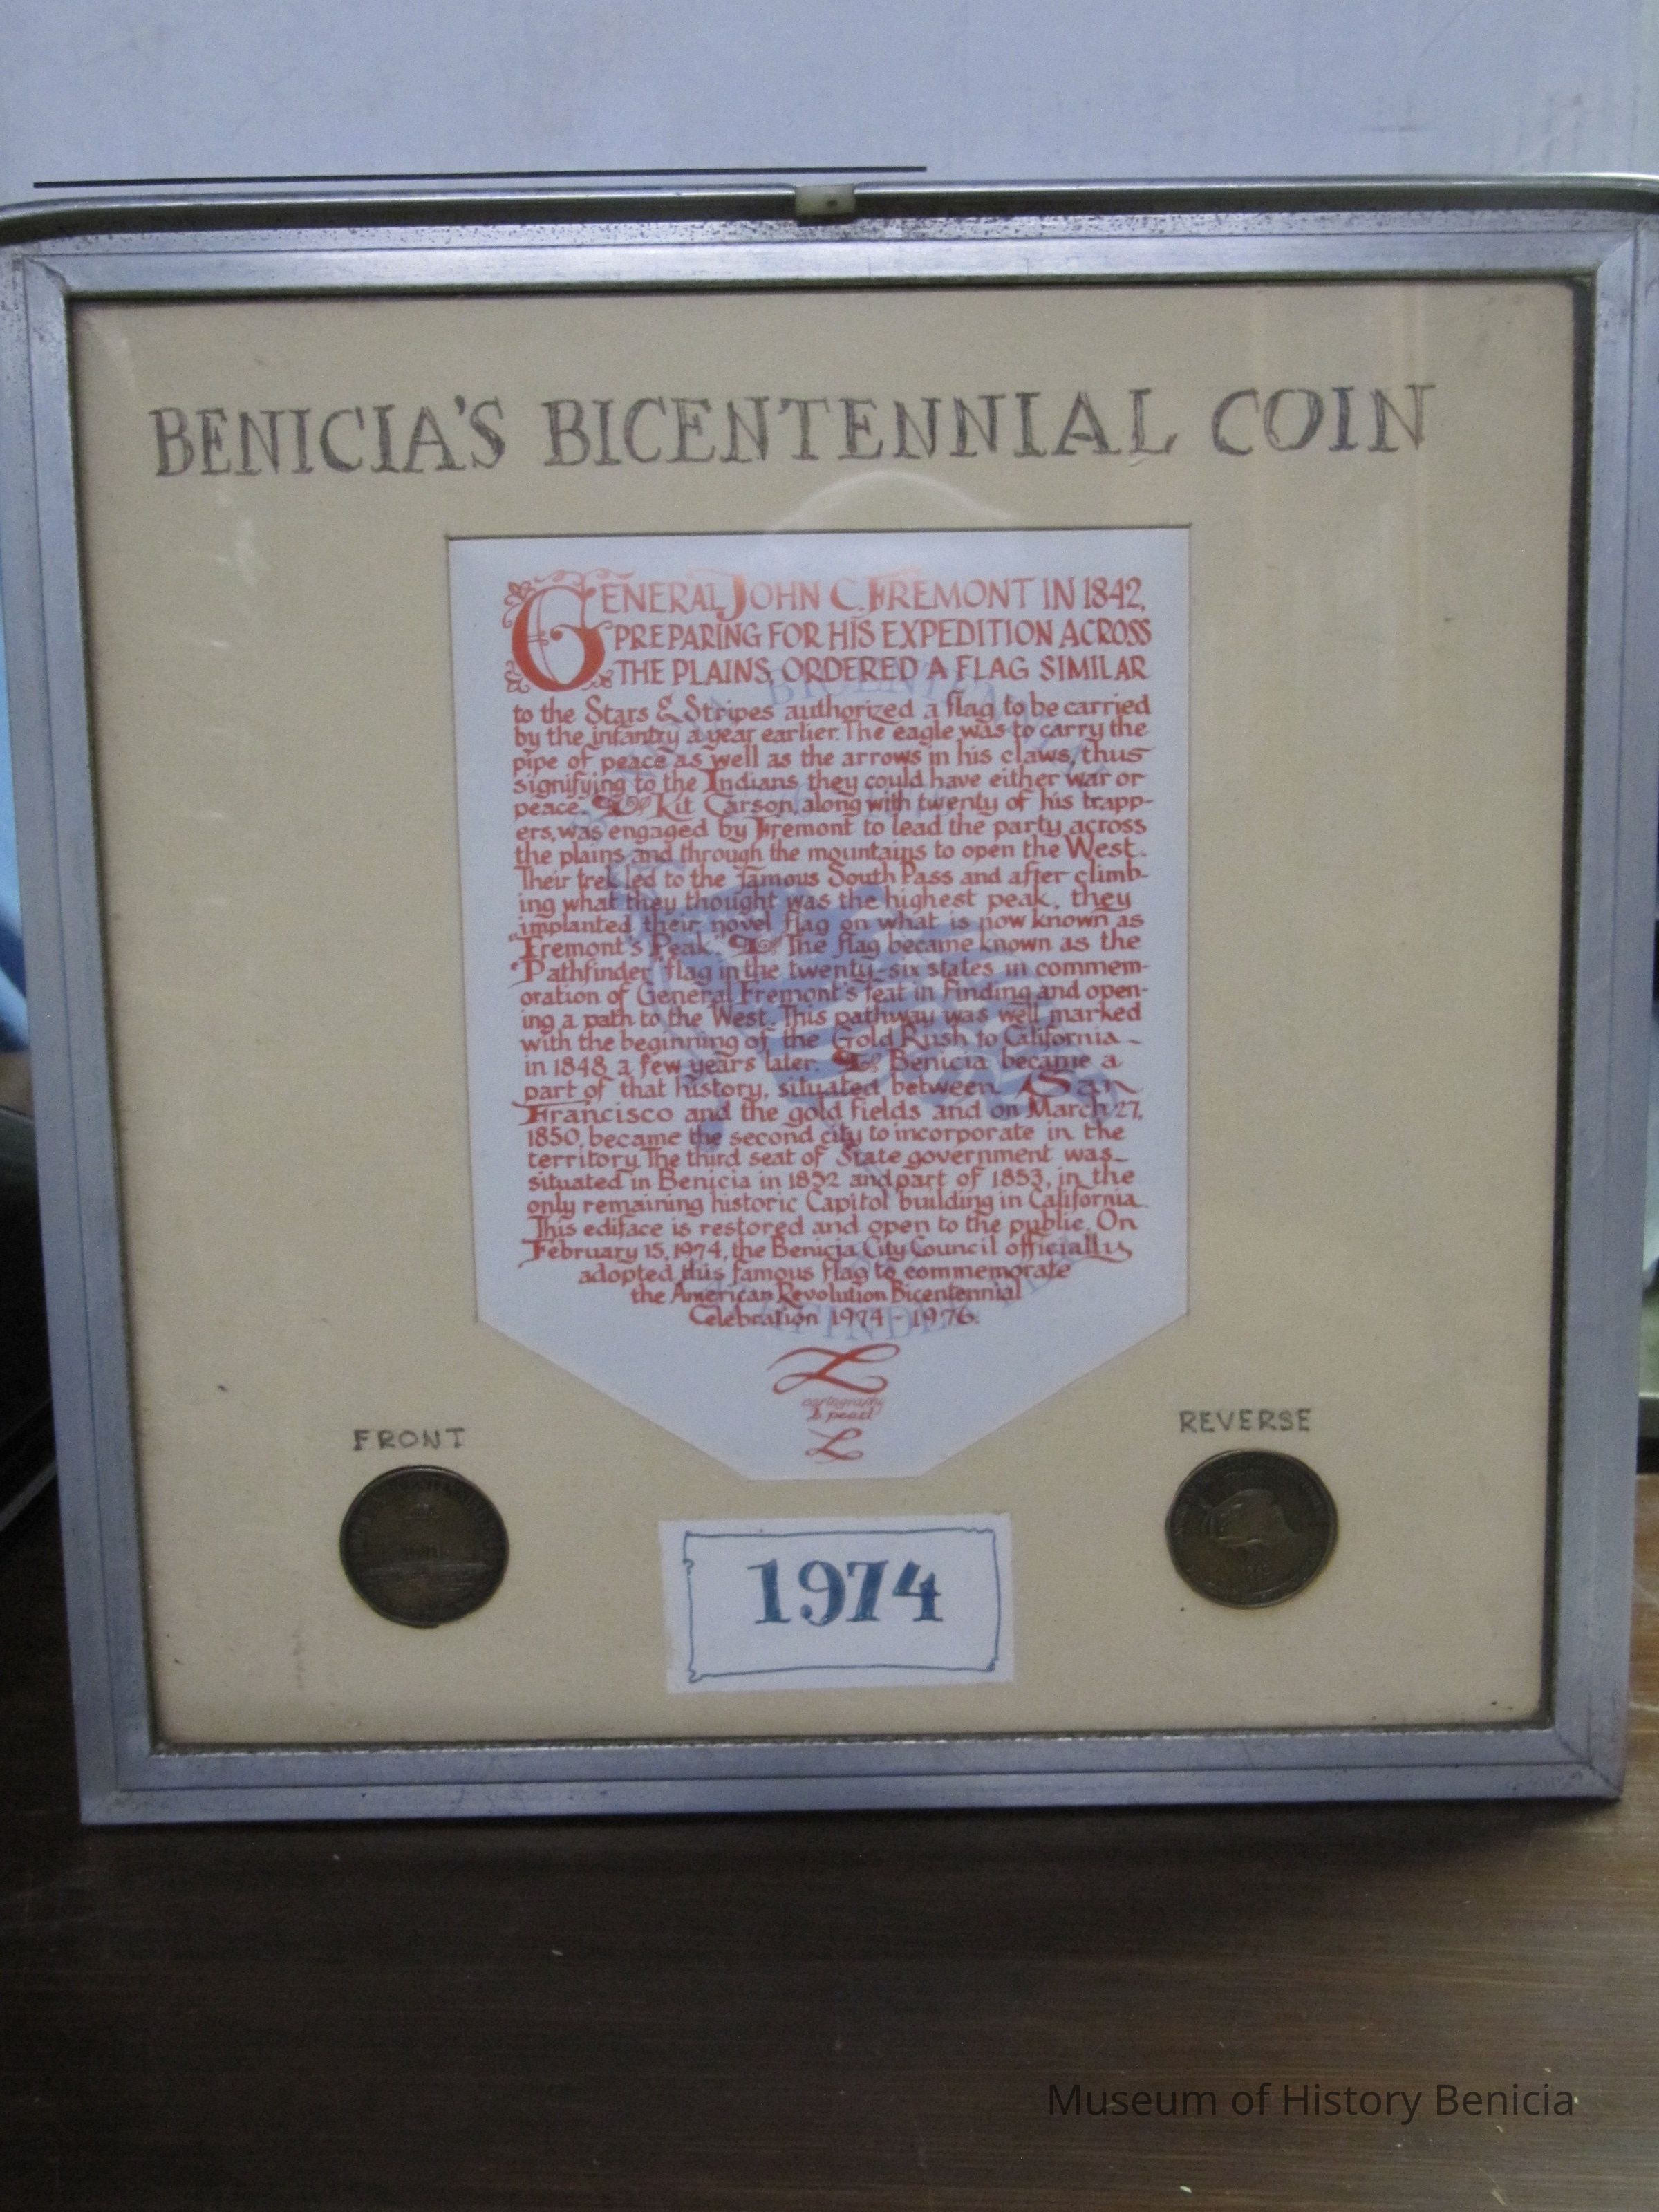 BENICIA'S BICENTENNIAL COIN
GENERAL JOHN C. FREMONT IN 1842,
PREPARING FOR HIS EXPEDITION ACROSS
THE PLAINS, ORDERED A FLAG SIMILAR
to the Stars & Stripes authorized a flag to be carried
by the infantry a year earlier. The eagle was to carry the
pipe of peace as well as the arrows in his claws, thus
signifying to the Indians they could have either war or
peace. Kit Carson, along with twenty of his trapp-
ers, was engaged by Fremont to lead the party across
the plains and through the mountains to open the West.
Their trek led to the famous South Pass and after climb-
ing what they thought was the highest peak, they
implanted their novel flag on what is now known as
"Fremont's Peak." The flag became known as the
"Pathfinder" flag in the twenty-six states in commem-
oration of General Fremont's feat in finding and open-
ing a path to the West. This pathway was well marked
with the beginning of the Gold Rush to California
in 1848, a few years later. Benicia became a
part of that history, situated between San
Francisco and the gold fields and on March 27,
1850, became the second city to incorporate in the
territory. The third seat of State government was
situated in Benicia in 1852 and part of 1853, in the
only remaining historic Capitol building in California.
This ediface is restored and open to the public. On
February 15, 1974, the Benicia City Council officially
adopted this famous flag to commemorate
the American Revolution Bicentennial
Celebration 1974-1976.
cartography
b pearl
FRONT
REVERSE
1974
Museum of History Benicia